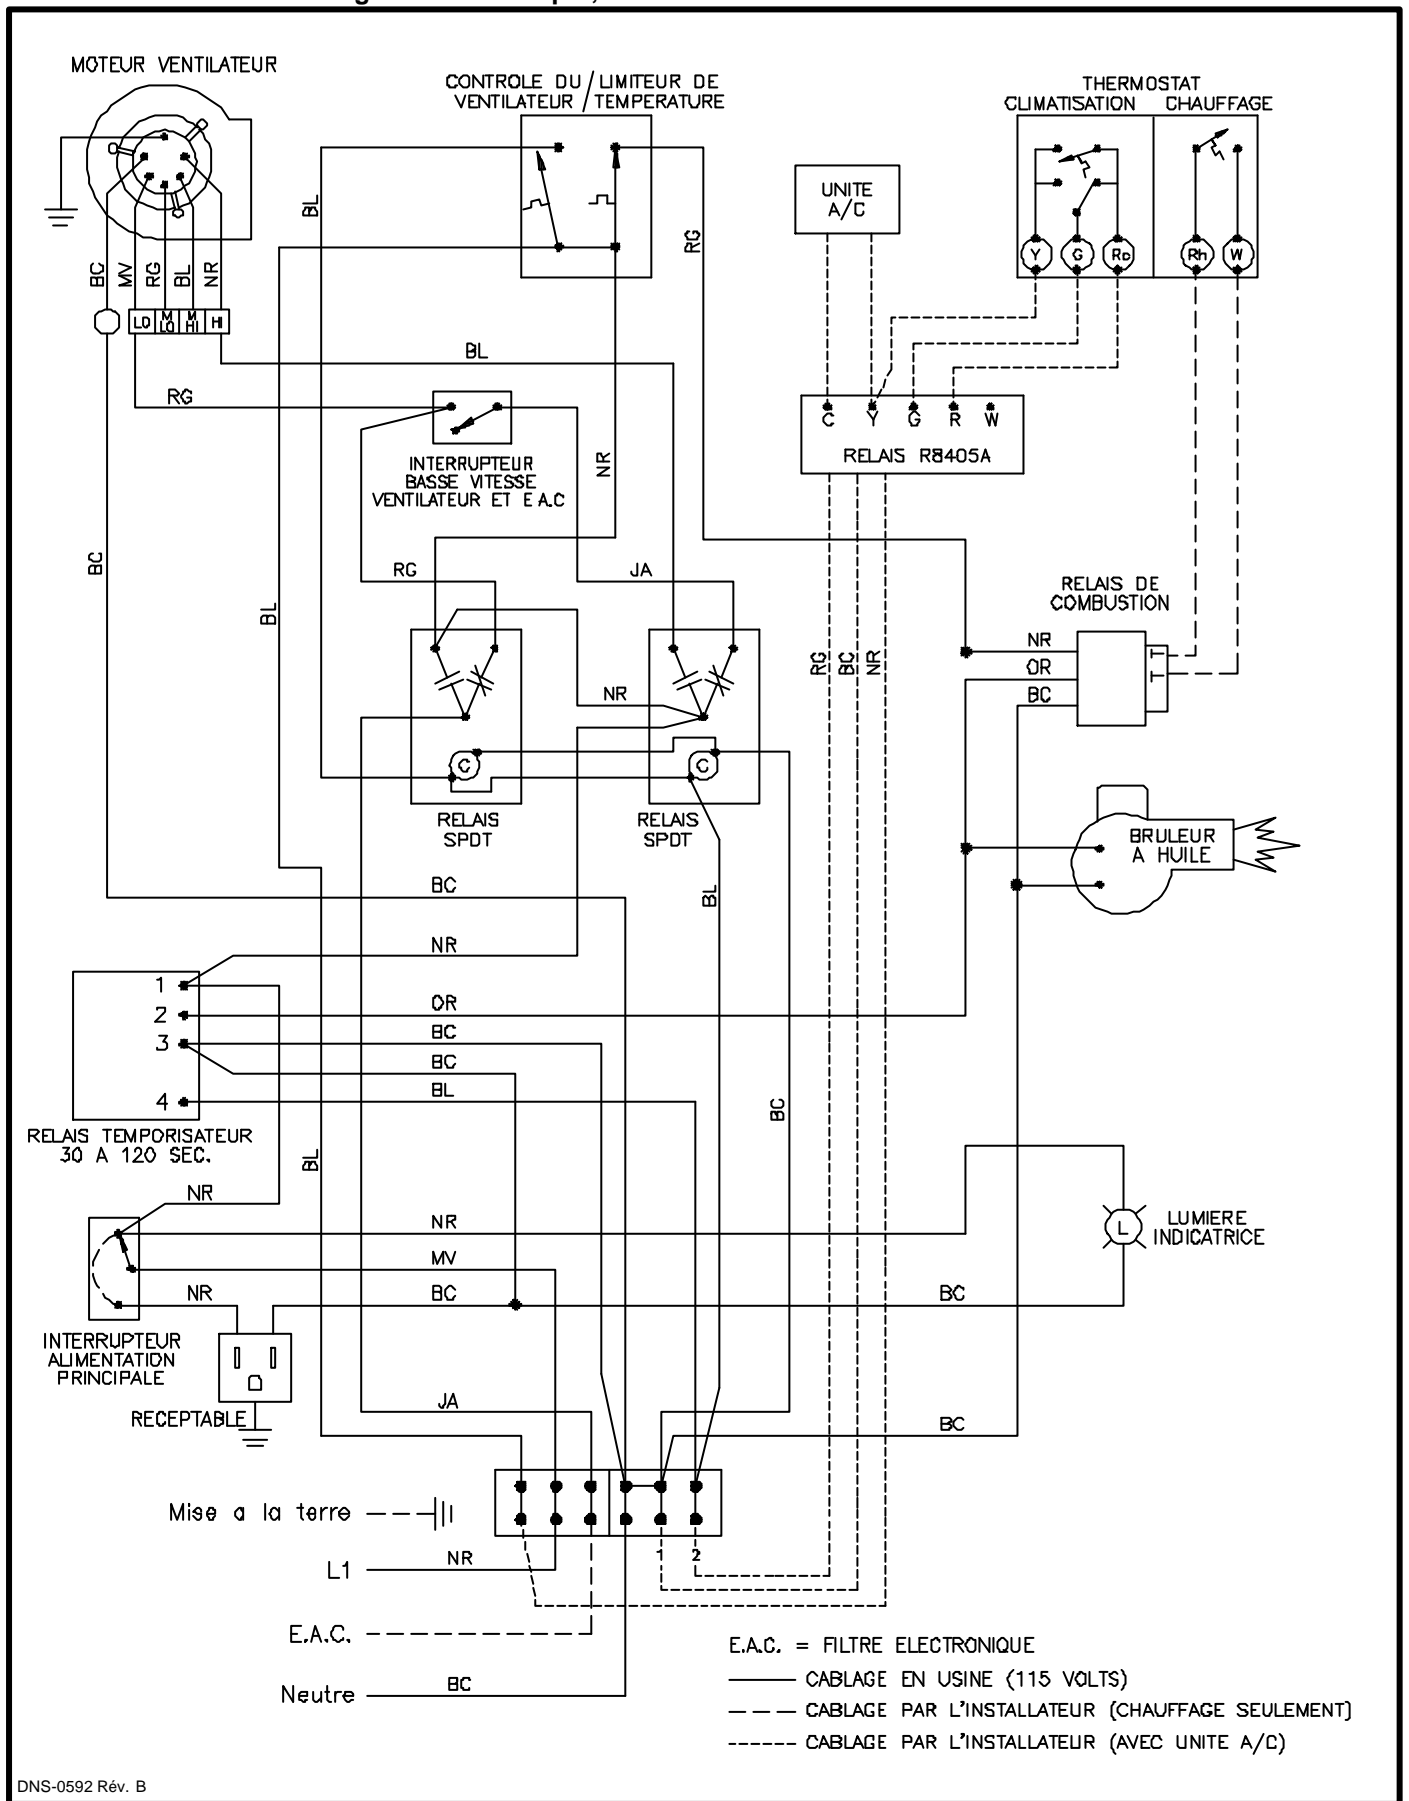 MOTEUR VENTILATEUR
CONTROLE DU / LIMITEUR DE
VENTILATEUR / TEMPERATURE
THERMOSTAT
CLIMATISATION CHAUFFAGE
UNITE
A/C
Y G Rc Rh W
BL
RG
BC MV RG BL NR
LO M LO M HI HI
BL
RG
C Y G R W
RELAIS R8405A
INTERRUPTEUR
BASSE VITESSE
VENTILATEUR ET E.A.C
NR
BC
RG
JA
BL
RELAIS DE
COMBUSTION
NR
OR
BC
T
T
RG BC NR
NR
C
C
RELAIS
SPDT
RELAIS
SPDT
BRULEUR
A HUILE
BC
BL
NR
1
2
3
4
OR
BC
BC
BL
BC
RELAIS TEMPORISATEUR
30 A 120 SEC.
BL
NR
NR
L
LUMIERE
INDICATRICE
MV
NR
BC
BC
INTERRUPTEUR
ALIMENTATION
PRINCIPALE
RECEPTABLE
JA
BC
Mise a la terre
1 2
L1
NR
E.A.C.
Neutre
BC
E.A.C. = FILTRE ELECTRONIQUE
CABLAGE EN USINE (115 VOLTS)
CABLAGE PAR L'INSTALLATEUR (CHAUFFAGE SEULEMENT)
CABLAGE PAR L'INSTALLATEUR (AVEC UNITE A/C)
DNS-0592 Rév. B